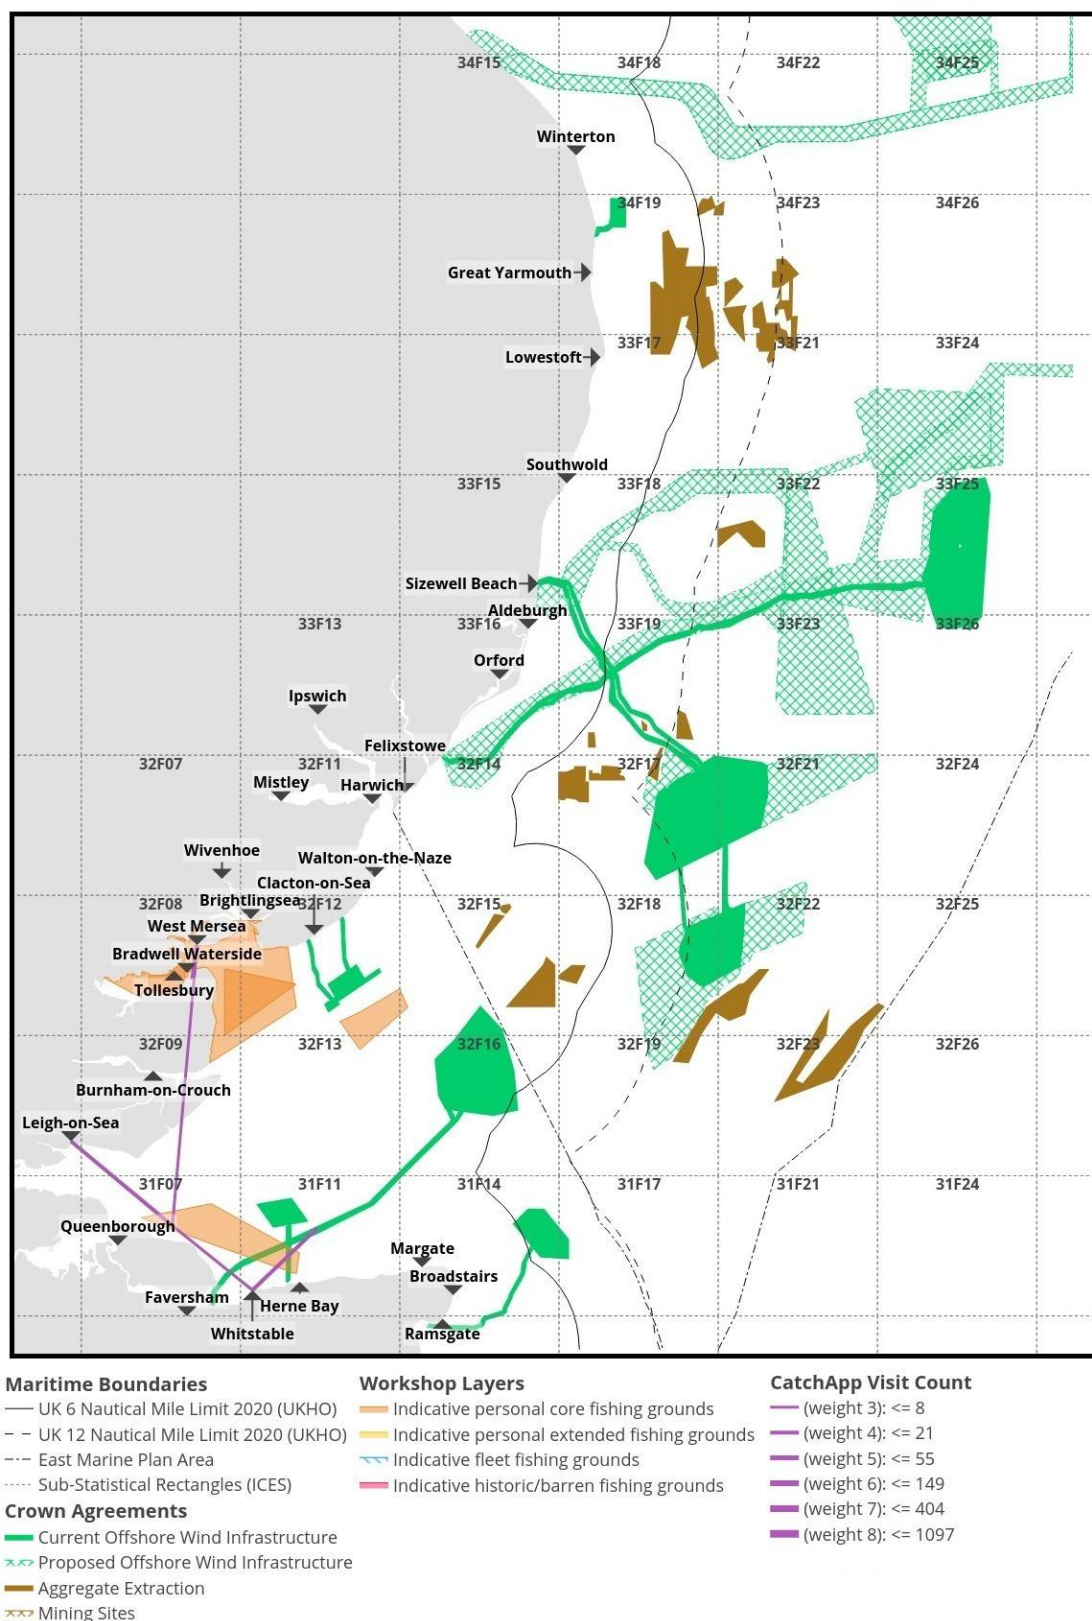 34F15 34F18 34F22 34F25
Winterton
34F19 34F23 34F26
Great Yarmouth
33F17 33F21 33F24
Lowestoft
Southwold
33F15 33F18 33F22 33F25
Sizewell Beach
Aldeburgh
33F13 33F16 33F19 33F23 33F26
Orford
Ipswich
Felixstowe
32F07 32F11 32F14 32F17 32F21 32F24
Mistley Harwich
Wivenhoe
Walton-on-the-Naze
Clacton-on-Sea
Brightlingsea
32F08 32F12 32F15 32F18 32F22 32F25
West Mersea
Bradwell Waterside
Tollesbury
32F09 32F13 32F16 32F19 32F23 32F26
Burnham-on-Crouch
Leigh-on-Sea
31F07 31F11 31F14 31F17 31F21 31F24
Queenborough
Margate
Broadstairs
Faversham
Herne Bay
Whitstable
Ramsgate
Maritime Boundaries
UK 6 Nautical Mile Limit 2020 (UKHO)
UK 12 Nautical Mile Limit 2020 (UKHO)
East Marine Plan Area
Sub-Statistical Rectangles (ICES)
Crown Agreements
Current Offshore Wind Infrastructure
Proposed Offshore Wind Infrastructure
Aggregate Extraction
Mining Sites
Workshop Layers
Indicative personal core fishing grounds
Indicative personal extended fishing grounds
Indicative fleet fishing grounds
Indicative historic/barren fishing grounds
CatchApp Visit Count
(weight 3): <= 8
(weight 4): <= 21
(weight 5): <= 55
(weight 6): <= 149
(weight 7): <= 404
(weight 8): <= 1097